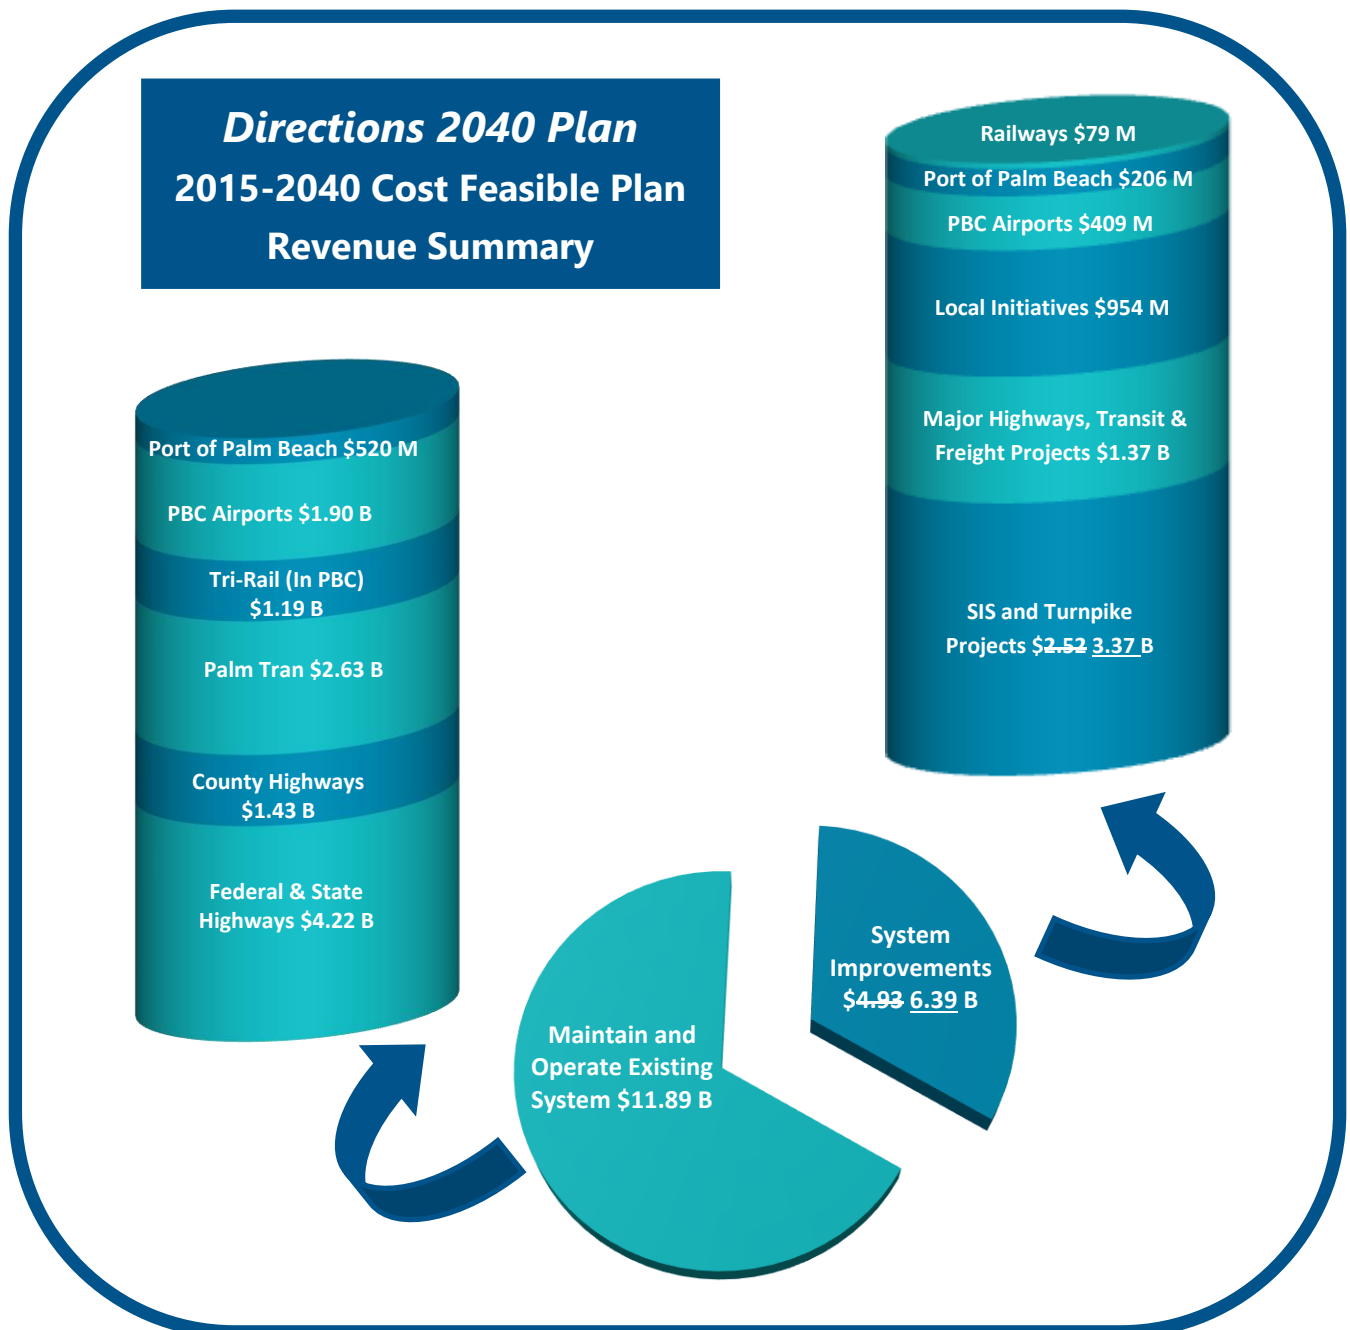 Directions 2040 Plan
2015-2040 Cost Feasible Plan
Revenue Summary
Railways $79 M
Port of Palm Beach $206 M
PBC Airports $409 M
Local Initiatives $954 M
Major Highways, Transit &
Freight Projects $1.37 B
SIS and Turnpike
Projects $2.52 3.37 B
Port of Palm Beach $520 M
PBC Airports $1.90 B
Tri-Rail (In PBC)
$1.19 B
Palm Tran $2.63 B
County Highways
$1.43 B
Federal & State
Highways $4.22 B
System
Improvements
$4.93 6.39 B
Maintain and
Operate Existing
System $11.89 B